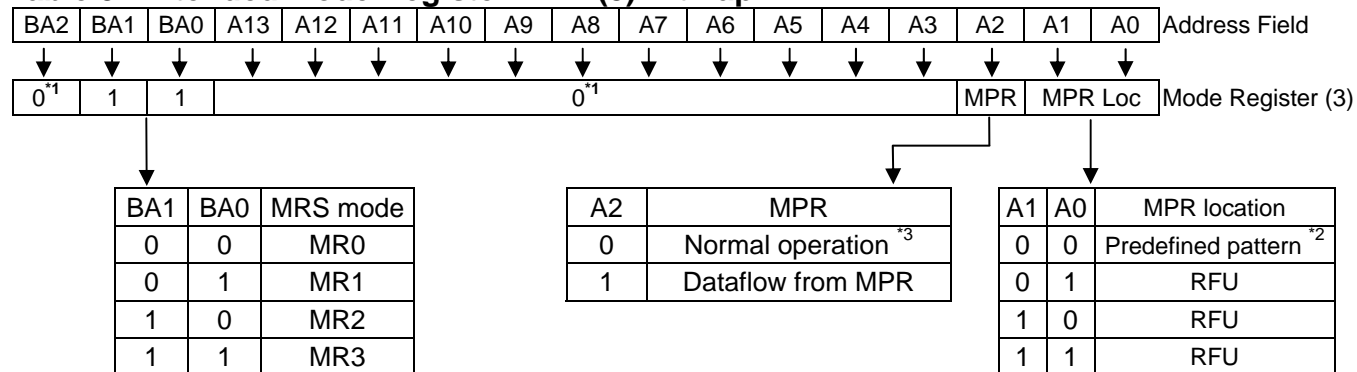 BA2 BA1 BA0 A13 A12 A11 A10 A9 A8 A7 A6 A5 A4 A3 A2 A1 A0 Address Field
0*1 1 1 0*1 MPR MPR Loc Mode Register (3)
BA1 BA0 MRS mode
0 0 MR0
0 1 MR1
1 0 MR2
1 1 MR3
A2 MPR
0 Normal operation *3
1 Dataflow from MPR
A1 A0 MPR location
0 0 Predefined pattern *2
0 1 RFU
1 0 RFU
1 1 RFU